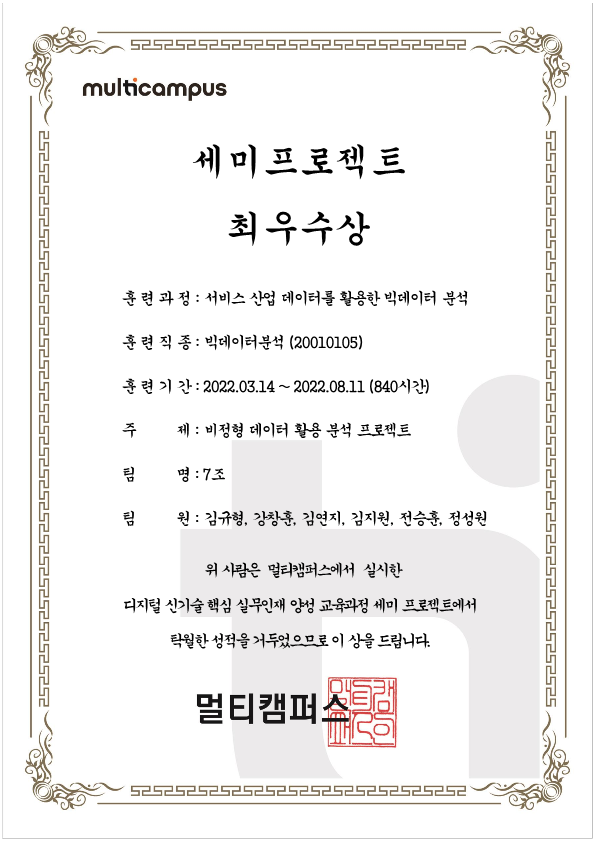 multicampus
세미프로젝트
최우수상
훈 련 과 정 : 서비스 산업 데이터를 활용한 빅데이터 분석
훈 련 직 종 : 빅데이터분석 (20010105)
훈 련 기 간 : 2022.03.14 ~ 2022.08.11 (840시간)
주 제 : 비정형 데이터 활용 분석 프로젝트
팀 명 : 7조
팀 원 : 김규형, 강창훈, 김연지, 김지원, 전승훈, 정성원
위 사람은 멀티캠퍼스에서 실시한
디지털 신기술 핵심 실무인재 양성 교육과정 세미 프로젝트에서
탁월한 성적을 거두었으므로 이 상을 드립니다.
멀티캠퍼스